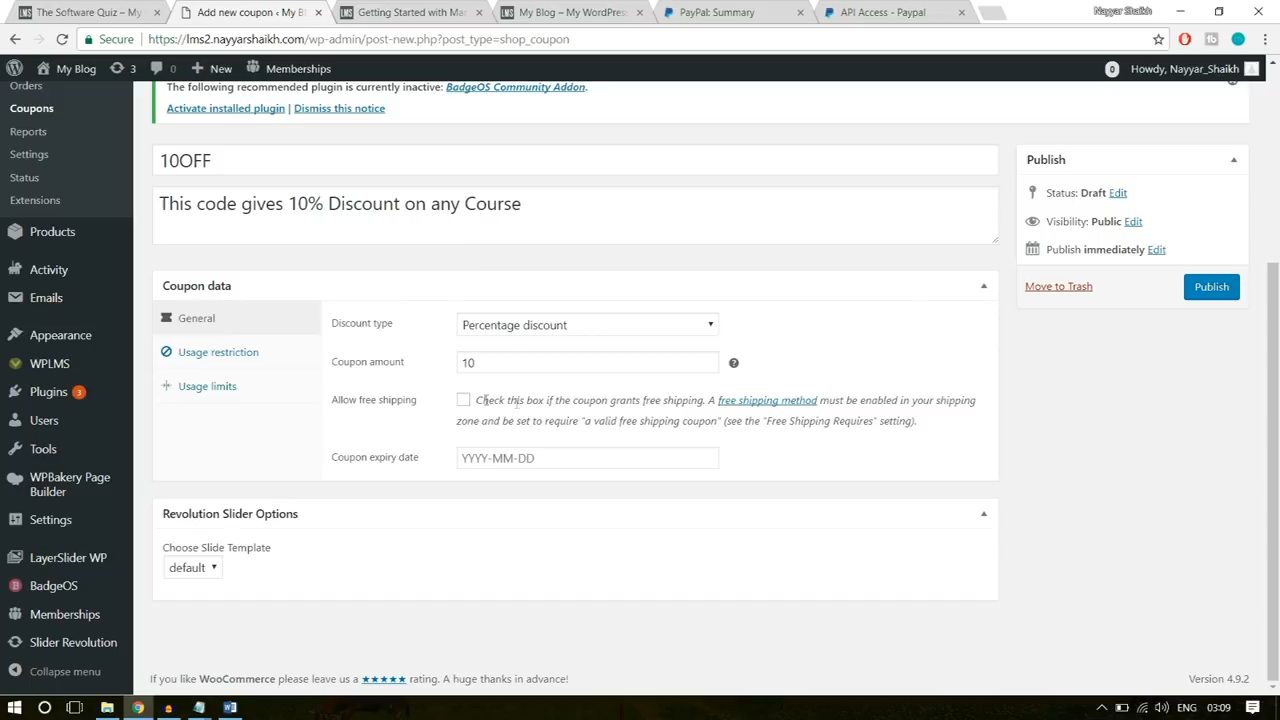 The Software Quiz – My
Add new coupon ‹ My B
Getting Started with Mar
My Blog – My WordPress
PayPal: Summary
API Access - Paypal
Nayyar Shaikh
Secure
https://lms2.nayyarshaikh.com/wp-admin/post-new.php?post_type=shop_coupon
My Blog
3
0
New
Memberships
0
Howdy, Nayyar_Shaikh
Orders
Coupons
Reports
Settings
Status
Extensions
Products
Activity
Emails
Appearance
WPLMS
Plugins 3
Users
Tools
WPBakery Page
Builder
Settings
LayerSlider WP
BadgeOS
Memberships
Slider Revolution
Collapse menu
The following recommended plugin is currently inactive: BadgeOS Community Addon.
Activate installed plugin | Dismiss this notice
10OFF
This code gives 10% Discount on any Course
Coupon data
General
Usage restriction
Usage limits
Discount type
Percentage discount
Coupon amount
10
Allow free shipping
Check this box if the coupon grants free shipping. A free shipping method must be enabled in your shipping
zone and be set to require "a valid free shipping coupon" (see the "Free Shipping Requires" setting).
Coupon expiry date
YYYY-MM-DD
Revolution Slider Options
Choose Slide Template
default
Publish
Status: Draft Edit
Visibility: Public Edit
Publish immediately Edit
Move to Trash
Publish
If you like WooCommerce please leave us a ★★★★★ rating. A huge thanks in advance!
Version 4.9.2
ENG
03:09